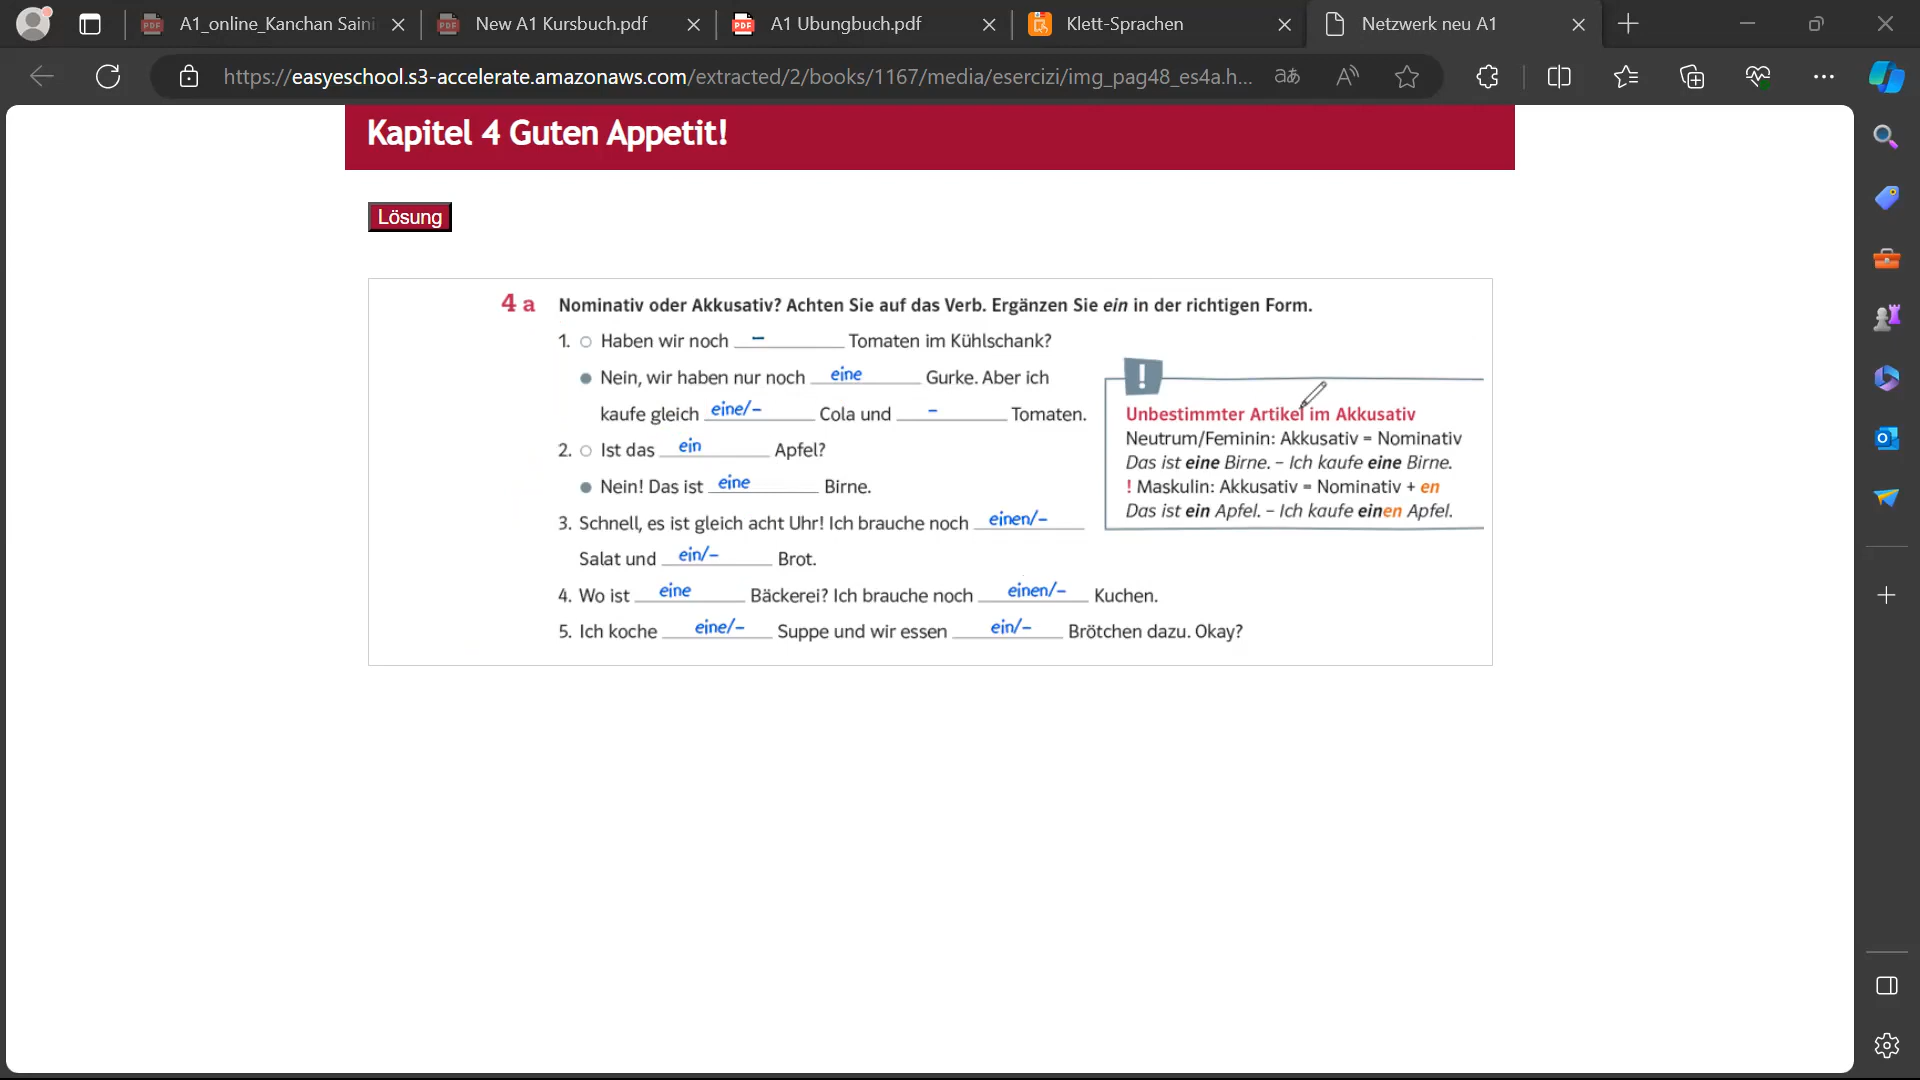 A1_online_Kanchan Saini
New A1 Kursbuch.pdf
A1 Ubungbuch.pdf
Klett-Sprachen
Netzwerk neu A1
https://easyeschool.s3-accelerate.amazonaws.com/extracted/2/books/1167/media/esercizi/img_pag48_es4a.h...
Kapitel 4 Guten Appetit!
Lösung
4 a Nominativ oder Akkusativ? Achten Sie auf das Verb. Ergänzen Sie ein in der richtigen Form.
1. ○ Haben wir noch – Tomaten im Kühlschank?
● Nein, wir haben nur noch eine Gurke. Aber ich
kaufe gleich eine/– Cola und – Tomaten.
2. ○ Ist das ein Apfel?
● Nein! Das ist eine Birne.
3. Schnell, es ist gleich acht Uhr! Ich brauche noch einen/–
Salat und ein/– Brot.
4. Wo ist eine Bäckerei? Ich brauche noch einen/– Kuchen.
5. Ich koche eine/– Suppe und wir essen ein/– Brötchen dazu. Okay?
!
Unbestimmter Artikel im Akkusativ
Neutrum/Feminin: Akkusativ = Nominativ
Das ist eine Birne. – Ich kaufe eine Birne.
! Maskulin: Akkusativ = Nominativ + en
Das ist ein Apfel. – Ich kaufe einen Apfel.